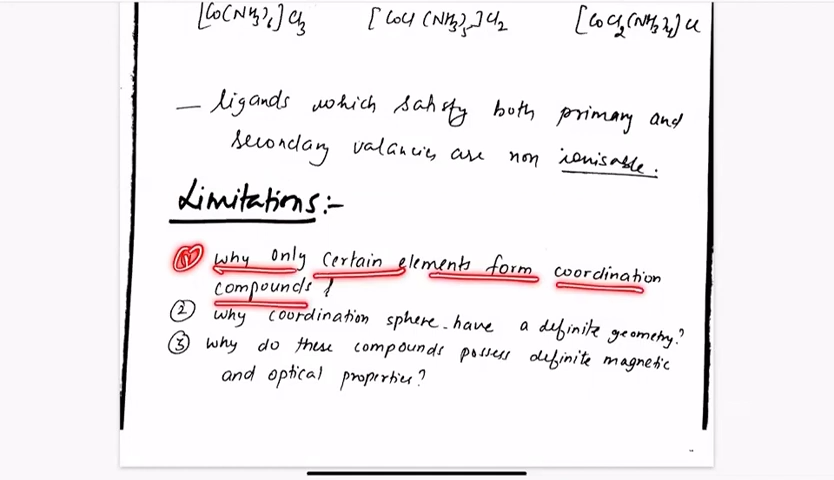 [Co(NH3)6]Cl3 [CoCl(NH3)5]Cl2 [CoCl2(NH3)4]Cl
— ligands which satisfy both primary and
secondary valancies are non ionisable.
Limitations:-
why only certain elements form coordination
compounds?
② why coordination sphere have a definite geometry?
③ why do these compounds possess definite magnetic
and optical properties?